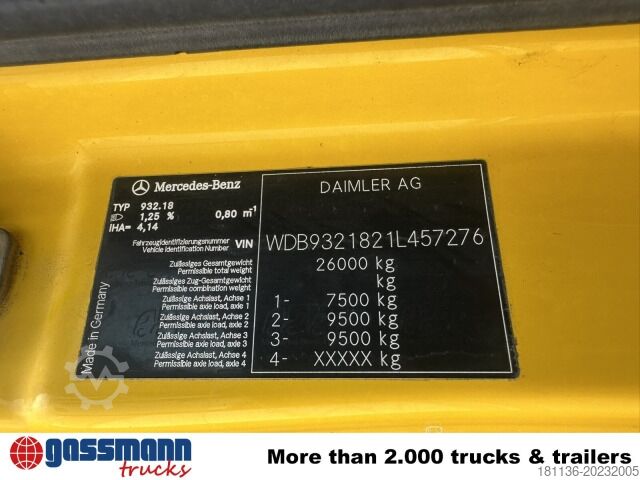 Mercedes-Benz
TYP 932.18
1,25 % 0,80 m⁻¹
IHA= 4,14
Fahrzeugidentifizierungsnummer
Vehicle Identification Number VIN
Zulässiges Gesamtgewicht
Permissible total weight
Zulässiges Zug-Gesamtgewicht
Permissible combination weight
Zulässige Achslast, Achse 1
Permissible axle load, axle 1
Zulässige Achslast, Achse 2
Permissible axle load, axle 2
Zulässige Achslast, Achse 3
Permissible axle load, axle 3
Zulässige Achslast, Achse 4
Permissible axle load, axle 4
Made in Germany
DAIMLER AG
WDB9321821L457276
26000 kg
kg
1- 7500 kg
2- 9500 kg
3- 9500 kg
4- XXXXX kg
gassmann
trucks
More than 2.000 trucks & trailers
181136-20232005